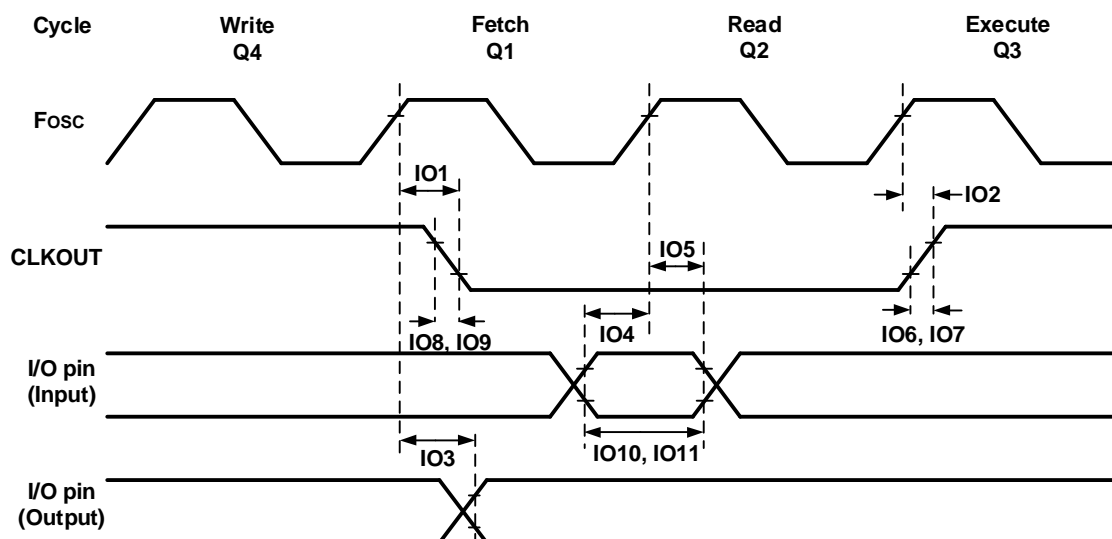 Cycle Write Fetch Read Execute
Q4 Q1 Q2 Q3
FOSC
IO1
IO2
CLKOUT
IO5
IO4
IO8, IO9
IO6, IO7
I/O pin
(Input)
IO10, IO11
IO3
I/O pin
(Output)